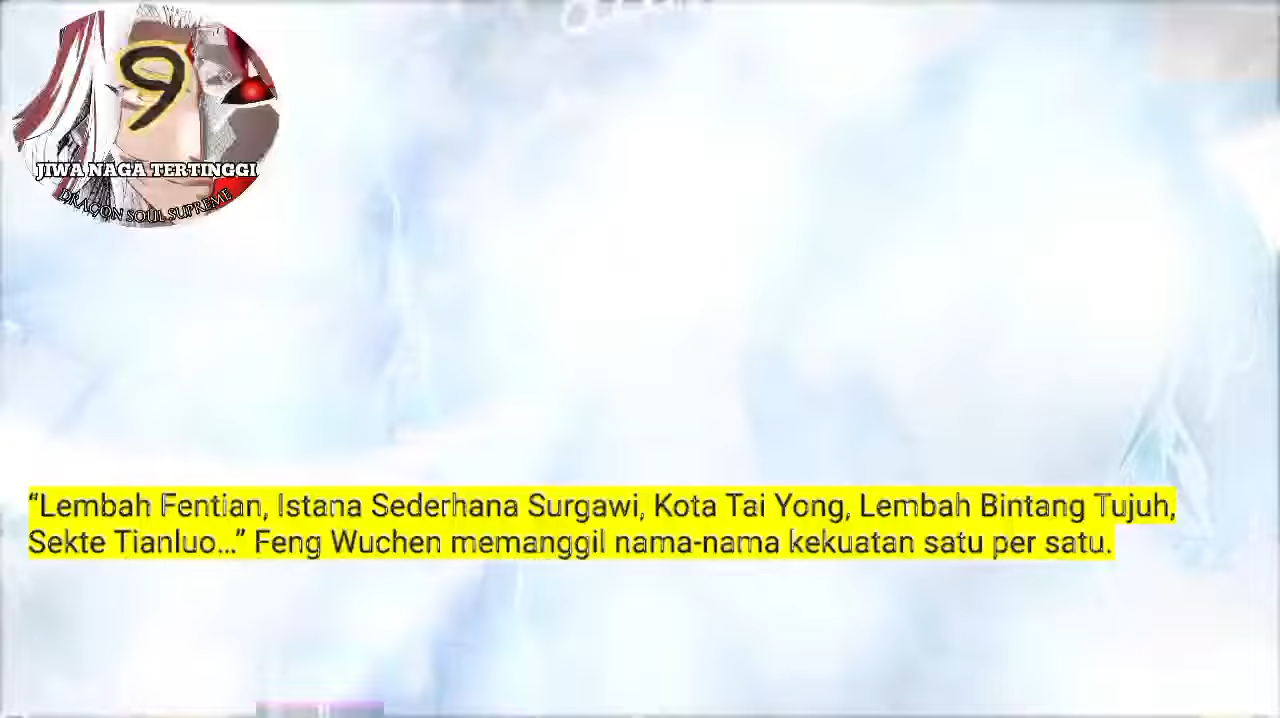 9
JIWA NAGA TERTINGGI
DRAGON SOUL SUPREME
“Lembah Fentian, Istana Sederhana Surgawi, Kota Tai Yong, Lembah Bintang Tujuh,
Sekte Tianluo…” Feng Wuchen memanggil nama-nama kekuatan satu per satu.